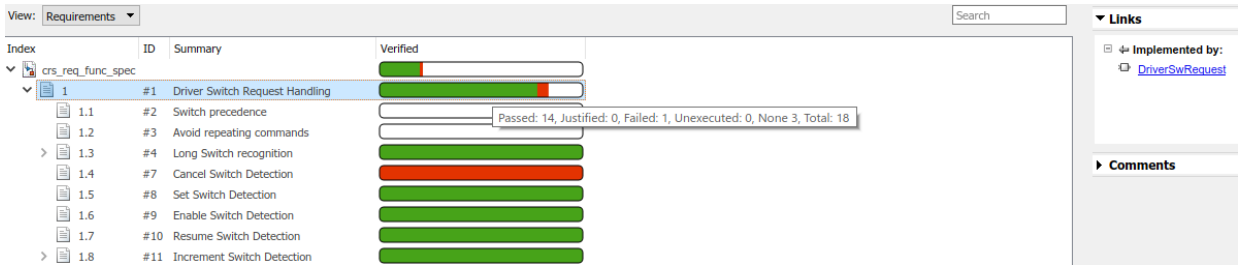 View: Requirements
Search
Links
Index ID Summary Verified
Implemented by:
crs_req_func_spec
DriverSwRequest
1 #1 Driver Switch Request Handling
1.1 #2 Switch precedence
Passed: 14, Justified: 0, Failed: 1, Unexecuted: 0, None 3, Total: 18
1.2 #3 Avoid repeating commands
1.3 #4 Long Switch recognition
Comments
1.4 #7 Cancel Switch Detection
1.5 #8 Set Switch Detection
1.6 #9 Enable Switch Detection
1.7 #10 Resume Switch Detection
1.8 #11 Increment Switch Detection